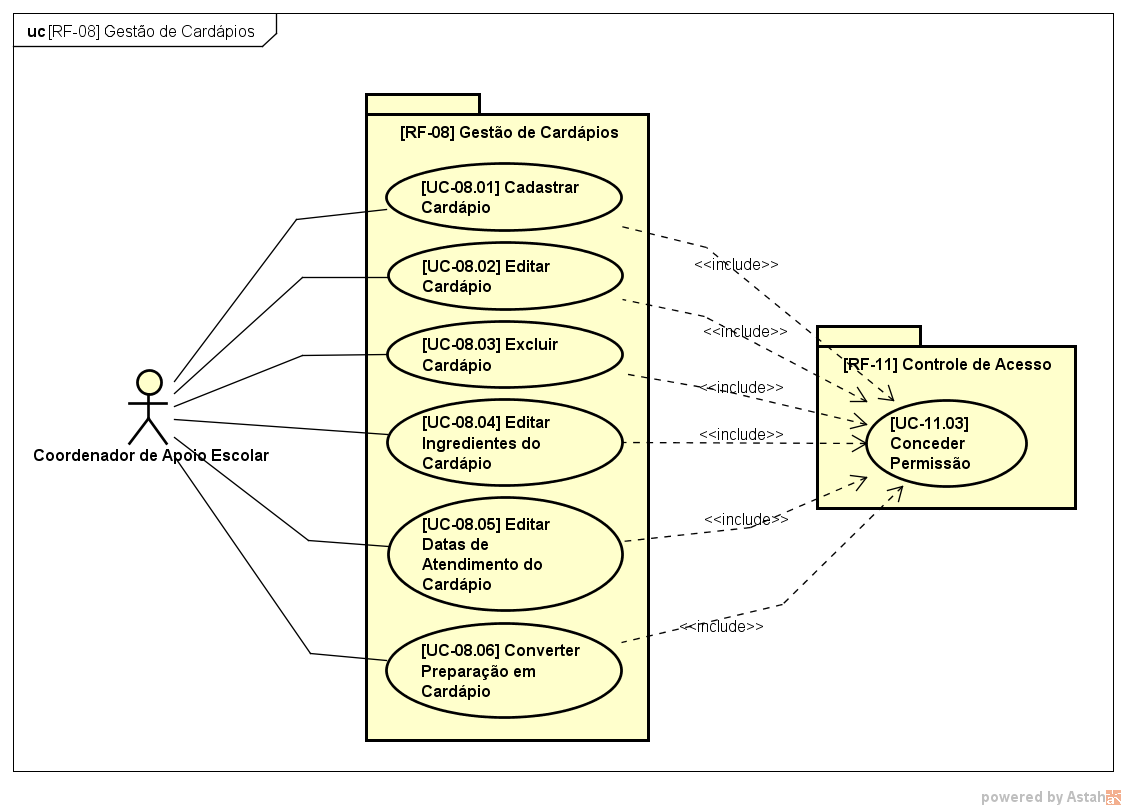 uc [RF-08] Gestão de Cardápios
[RF-08] Gestão de Cardápios
[UC-08.01] Cadastrar
Cardápio
[UC-08.02] Editar
Cardápio
[UC-08.03] Excluir
Cardápio
[UC-08.04] Editar
Ingredientes do
Cardápio
[UC-08.05] Editar
Datas de
Atendimento do
Cardápio
[UC-08.06] Converter
Preparação em
Cardápio
Coordenador de Apoio Escolar
<<include>>
<<include>>
<<include>>
<<include>>
<<include>>
<<include>>
[RF-11] Controle de Acesso
[UC-11.03]
Conceder
Permissão
powered by Astah